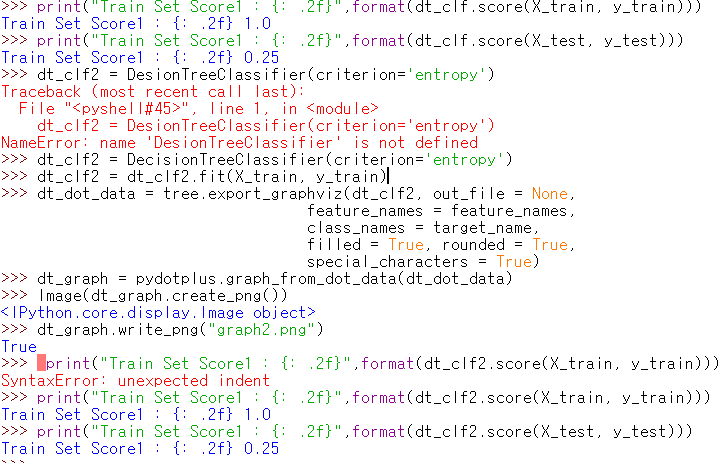 >>> print("Train Set Score1 : {: .2f}",format(dt_clf.score(X_train, y_train)))
Train Set Score1 : {: .2f} 1.0
>>> print("Train Set Score1 : {: .2f}",format(dt_clf.score(X_test, y_test)))
Train Set Score1 : {: .2f} 0.25
>>> dt_clf2 = DesionTreeClassifier(criterion='entropy')
Traceback (most recent call last):
  File "<pyshell#45>", line 1, in <module>
    dt_clf2 = DesionTreeClassifier(criterion='entropy')
NameError: name 'DesionTreeClassifier' is not defined
>>> dt_clf2 = DecisionTreeClassifier(criterion='entropy')
>>> dt_clf2 = dt_clf2.fit(X_train, y_train)
>>> dt_dot_data = tree.export_graphviz(dt_clf2, out_file = None,
                                   feature_names = feature_names,
                                   class_names = target_name,
                                   filled = True, rounded = True,
                                   special_characters = True)
>>> dt_graph = pydotplus.graph_from_dot_data(dt_dot_data)
>>> Image(dt_graph.create_png())
<IPython.core.display.Image object>
>>> dt_graph.write_png("graph2.png")
True
>>>  print("Train Set Score1 : {: .2f}",format(dt_clf2.score(X_train, y_train)))
SyntaxError: unexpected indent
>>> print("Train Set Score1 : {: .2f}",format(dt_clf2.score(X_train, y_train)))
Train Set Score1 : {: .2f} 1.0
>>> print("Train Set Score1 : {: .2f}",format(dt_clf2.score(X_test, y_test)))
Train Set Score1 : {: .2f} 0.25
>>>